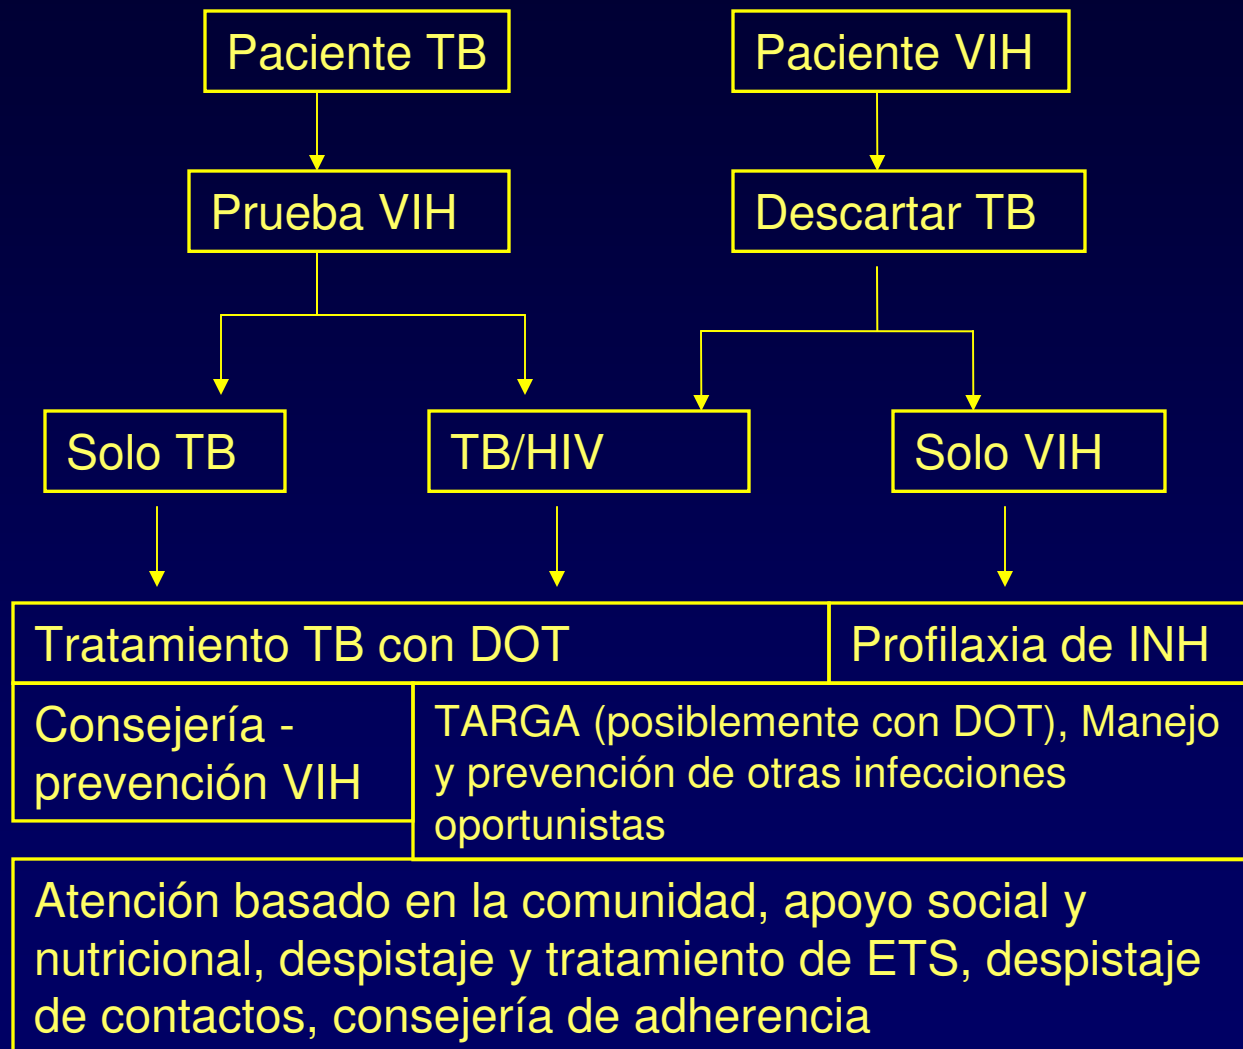 Paciente TB
Paciente VIH
Prueba VIH
Descartar TB
Solo TB
TB/HIV
Solo VIH
Tratamiento TB con DOT
Profilaxia de INH
Consejería -
prevención VIH
TARGA (posiblemente con DOT), Manejo
y prevención de otras infecciones
oportunistas
Atención basado en la comunidad, apoyo social y
nutricional, despistaje y tratamiento de ETS, despistaje
de contactos, consejería de adherencia